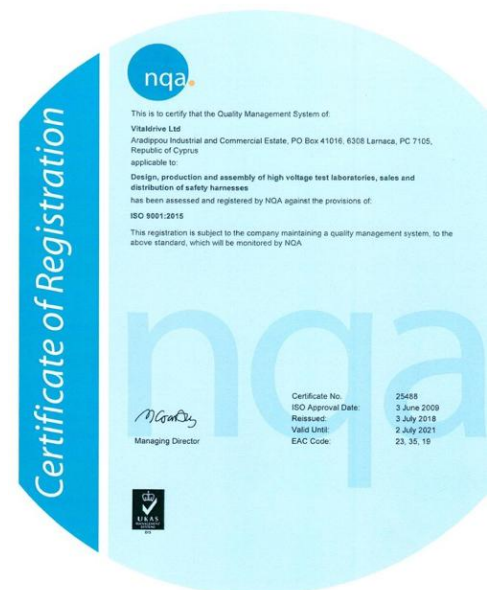 Certificate of Registration
nqa.
This is to certify that the Quality Management System of:
Vitaldrive Ltd
Aradippou Industrial and Commercial Estate, PO Box 41016, 6308 Larnaca, PC 7105,
Republic of Cyprus
applicable to:
Design, production and assembly of high voltage test laboratories, sales and
distribution of safety harnesses
has been assessed and registered by NQA against the provisions of:
ISO 9001:2015
This registration is subject to the company maintaining a quality management system, to the
above standard, which will be monitored by NQA
nqa
Managing Director
Certificate No. 25488
ISO Approval Date: 3 June 2009
Reissued: 3 July 2018
Valid Until: 2 July 2021
EAC Code: 23, 35, 19
UKAS
MANAGEMENT
SYSTEMS